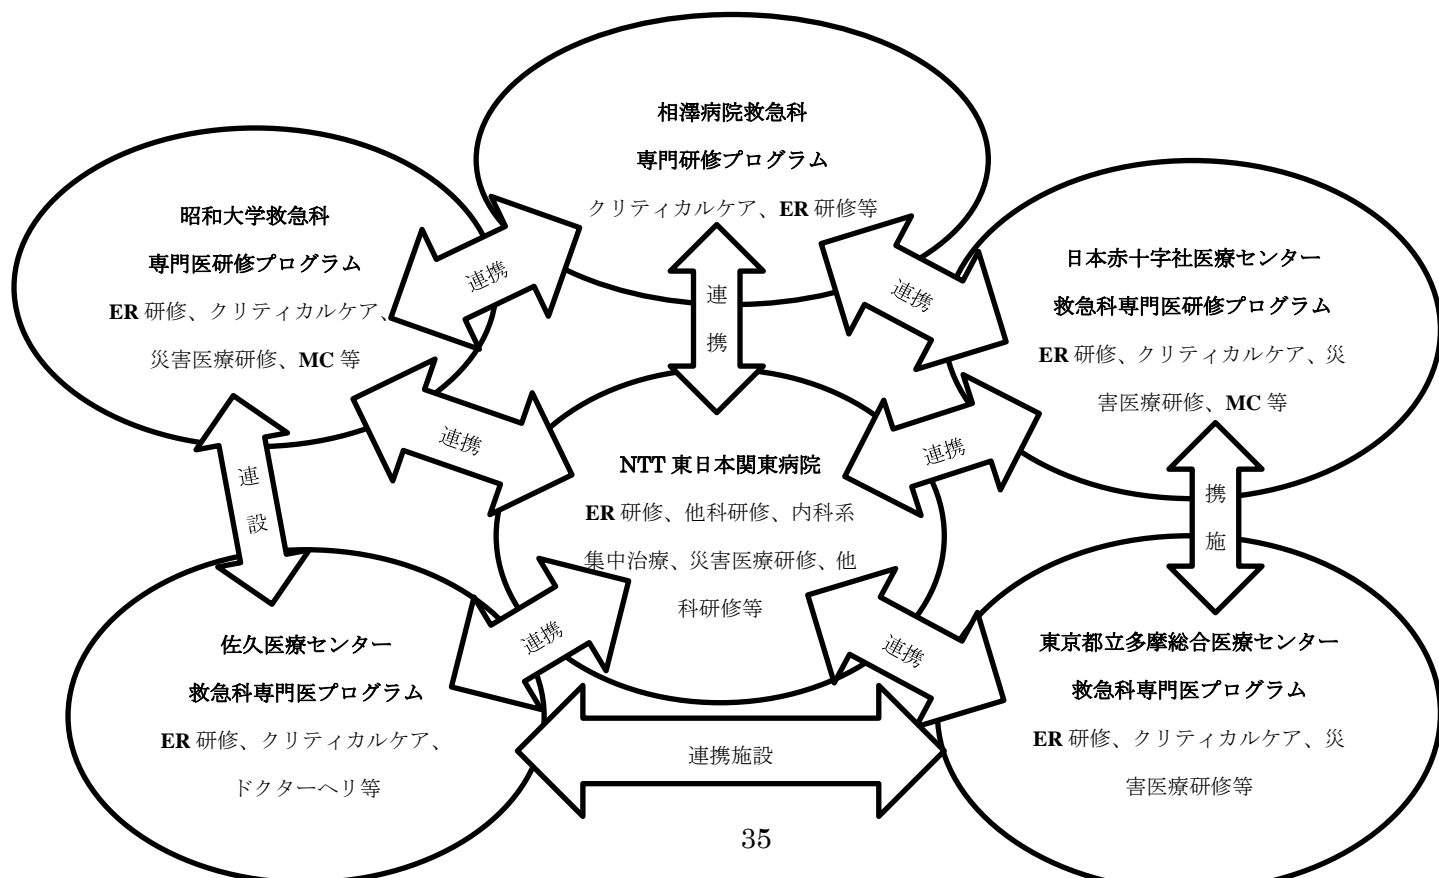 相澤病院救急科
専門研修プログラム
クリティカルケア、ER 研修等
昭和大学救急科
専門医研修プログラム
ER 研修、クリティカルケア、
災害医療研修、MC 等
日本赤十字社医療センター
救急科専門医研修プログラム
ER 研修、クリティカルケア、災
害医療研修、MC 等
連携
連
携
連携
連携
連携
連
設
携
施
NTT 東日本関東病院
ER 研修、他科研修、内科系
集中治療、災害医療研修、他
科研修等
連携
連携
佐久医療センター
救急科専門医プログラム
ER 研修、クリティカルケア、
ドクターヘリ等
連携施設
東京都立多摩総合医療センター
救急科専門医プログラム
ER 研修、クリティカルケア、災
害医療研修等
35